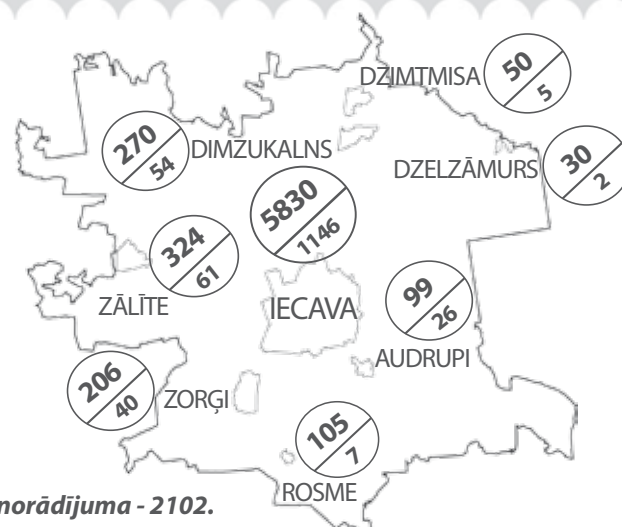 DZIMTMISA
50
5
270
54
DIMZUKALNS
DZELZĀMURS
30
2
5830
1146
324
61
ZĀLĪTE
IECAVA
99
26
AUDRUPI
206
40
ZORĢI
105
7
ROSME
norādījuma - 2102.